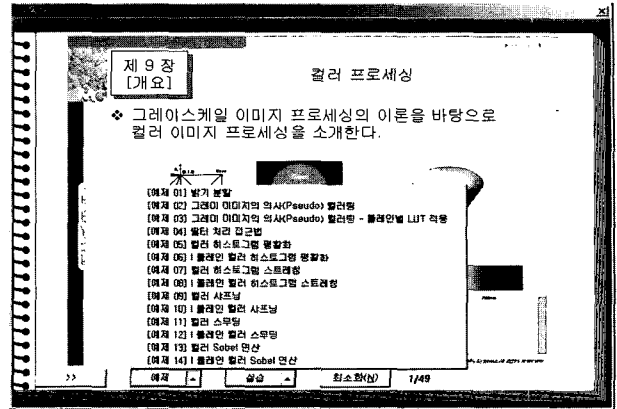 제 9 장
[개요]
컬러 프로세싱
❖ 그레이스케일 이미지 프로세싱의 이론을 바탕으로
컬러 이미지 프로세싱을 소개한다.
[예제 01] 밝기 분할
[예제 02] 그레이 이미지의 의사(Pseudo) 컬러링
[예제 03] 그레이 이미지의 의사(Pseudo) 컬러링 - 플레인별 LUT 적용
[예제 04] 필터 처리 접근법
[예제 05] 컬러 히스토그램 평활화
[예제 06] I 플레인 컬러 히스토그램 평활화
[예제 07] 컬러 히스토그램 스트레칭
[예제 08] I 플레인 컬러 히스토그램 스트레칭
[예제 09] 컬러 샤프닝
[예제 10] I 플레인 컬러 샤프닝
[예제 11] 컬러 스무딩
[예제 12] I 플레인 컬러 스무딩
[예제 13] 컬러 Sobel 연산
[예제 14] I 플레인 컬러 Sobel 연산
>> 예제 실습 최소화(N) 1/49